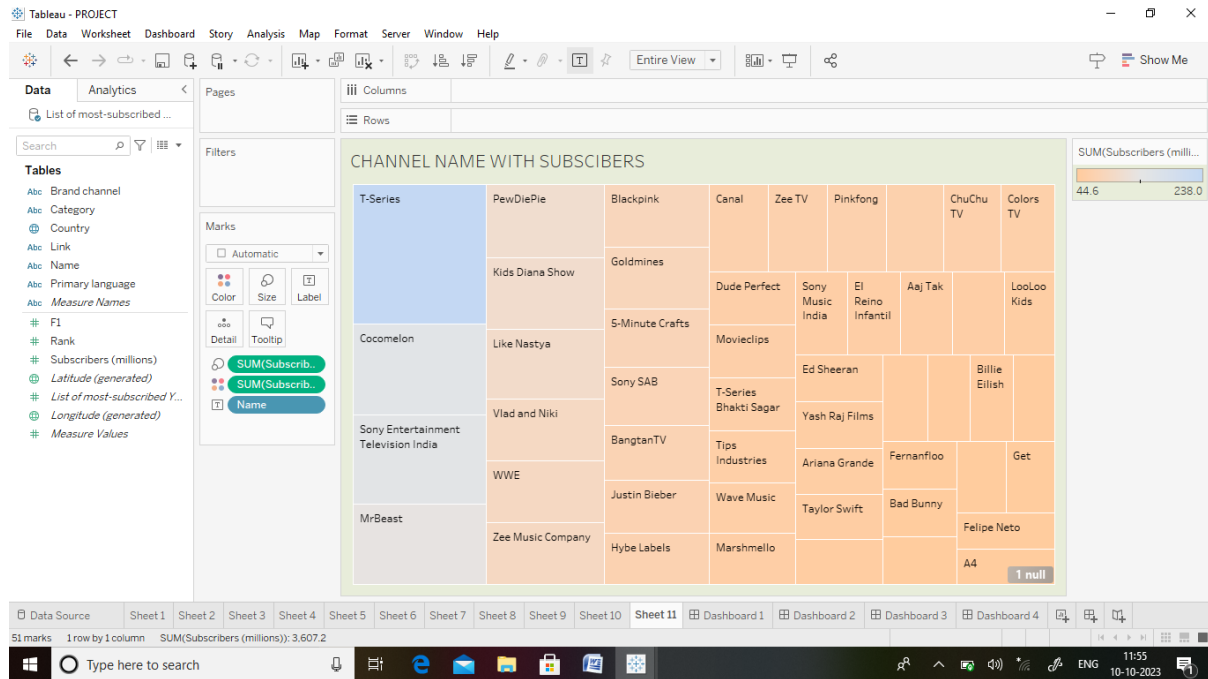 Tableau - PROJECT
File Data Worksheet Dashboard Story Analysis Map Format Server Window Help
Entire View
Show Me
Data Analytics
Pages
iii Columns
List of most-subscribed ...
Rows
Search
Filters
Tables
Abc Brand channel
Abc Category
Country
Abc Link
Abc Name
Abc Primary language
Abc Measure Names
# F1
# Rank
# Subscribers (millions)
Latitude (generated)
# List of most-subscribed Y...
Longitude (generated)
# Measure Values
Marks
Automatic
Color Size Label
Detail Tooltip
SUM(Subscrib..
SUM(Subscrib..
Name
CHANNEL NAME WITH SUBSCIBERS
T-Series
Cocomelon
Sony Entertainment
Television India
MrBeast
PewDiePie
Kids Diana Show
Like Nastya
Vlad and Niki
WWE
Zee Music Company
Blackpink
Goldmines
5-Minute Crafts
Sony SAB
BangtanTV
Justin Bieber
Hybe Labels
Canal
Zee TV
Pinkfong
ChuChu
TV
Colors
TV
Dude Perfect
Movieclips
T-Series
Bhakti Sagar
Tips
Industries
Wave Music
Marshmello
Sony
Music
India
El
Reino
Infantil
Aaj Tak
LooLoo
Kids
Ed Sheeran
Yash Raj Films
Ariana Grande
Taylor Swift
Billie
Eilish
Fernanfloo
Bad Bunny
Get
Felipe Neto
A4
1 null
SUM(Subscribers (milli...
44.6 238.0
Data Source Sheet 1 Sheet 2 Sheet 3 Sheet 4 Sheet 5 Sheet 6 Sheet 7 Sheet 8 Sheet 9 Sheet 10 Sheet 11 Dashboard 1 Dashboard 2 Dashboard 3 Dashboard 4
51 marks 1 row by 1 column SUM(Subscribers (millions)): 3,607.2
Type here to search
ENG
11:55
10-10-2023
1